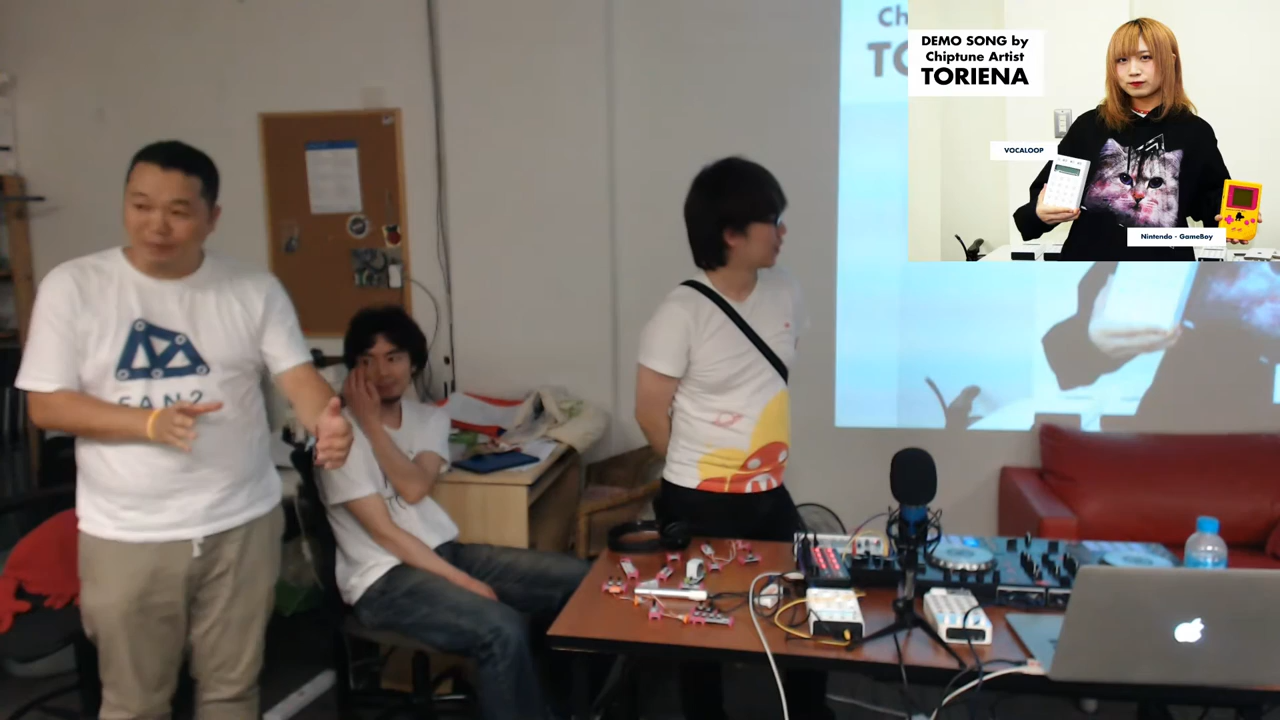 DEMO SONG by
Chiptune Artist
TORIENA
VOCALOOP
Nintendo - GameBoy
Ch
TO
FAN2